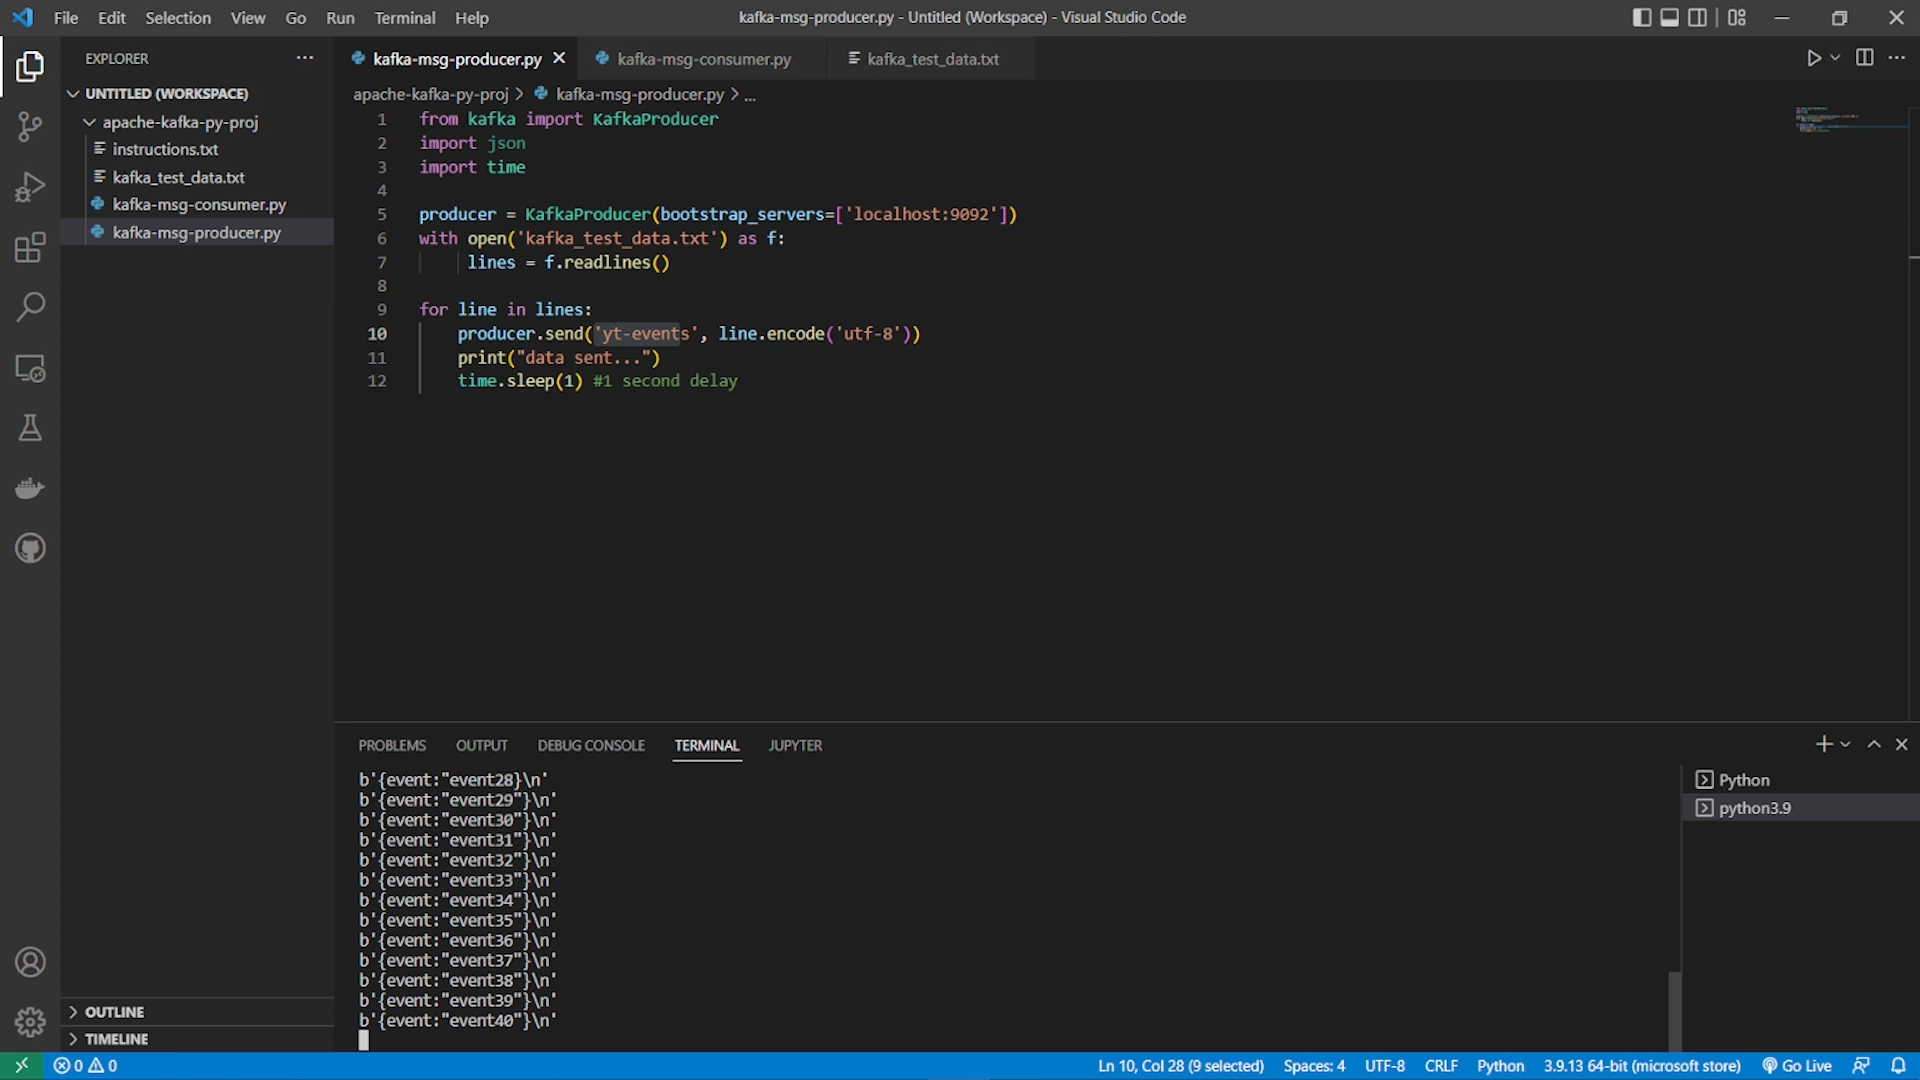 File Edit Selection View Go Run Terminal Help
kafka-msg-producer.py - Untitled (Workspace) - Visual Studio Code
EXPLORER
UNTITLED (WORKSPACE)
apache-kafka-py-proj
instructions.txt
kafka_test_data.txt
kafka-msg-consumer.py
kafka-msg-producer.py
OUTLINE
TIMELINE
kafka-msg-producer.py kafka-msg-consumer.py kafka_test_data.txt
apache-kafka-py-proj > kafka-msg-producer.py > ...
1 from kafka import KafkaProducer
2 import json
3 import time
4
5 producer = KafkaProducer(bootstrap_servers=['localhost:9092'])
6 with open('kafka_test_data.txt') as f:
7 lines = f.readlines()
8
9 for line in lines:
10 producer.send('yt-events', line.encode('utf-8'))
11 print("data sent...")
12 time.sleep(1) #1 second delay
PROBLEMS OUTPUT DEBUG CONSOLE TERMINAL JUPYTER
b'{event:"event28}\n'
b'{event:"event29"}\n'
b'{event:"event30"}\n'
b'{event:"event31"}\n'
b'{event:"event32"}\n'
b'{event:"event33"}\n'
b'{event:"event34"}\n'
b'{event:"event35"}\n'
b'{event:"event36"}\n'
b'{event:"event37"}\n'
b'{event:"event38"}\n'
b'{event:"event39"}\n'
b'{event:"event40"}\n'
Python
python3.9
0 0
Ln 10, Col 28 (9 selected) Spaces: 4 UTF-8 CRLF Python 3.9.13 64-bit (microsoft store) Go Live